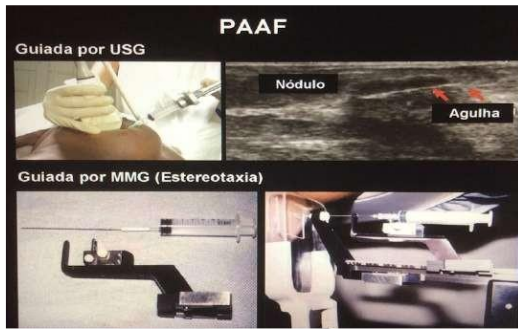 PAAF
Guiada por USG
Nódulo
Agulha
Guiada por MMG (Estereotaxia)